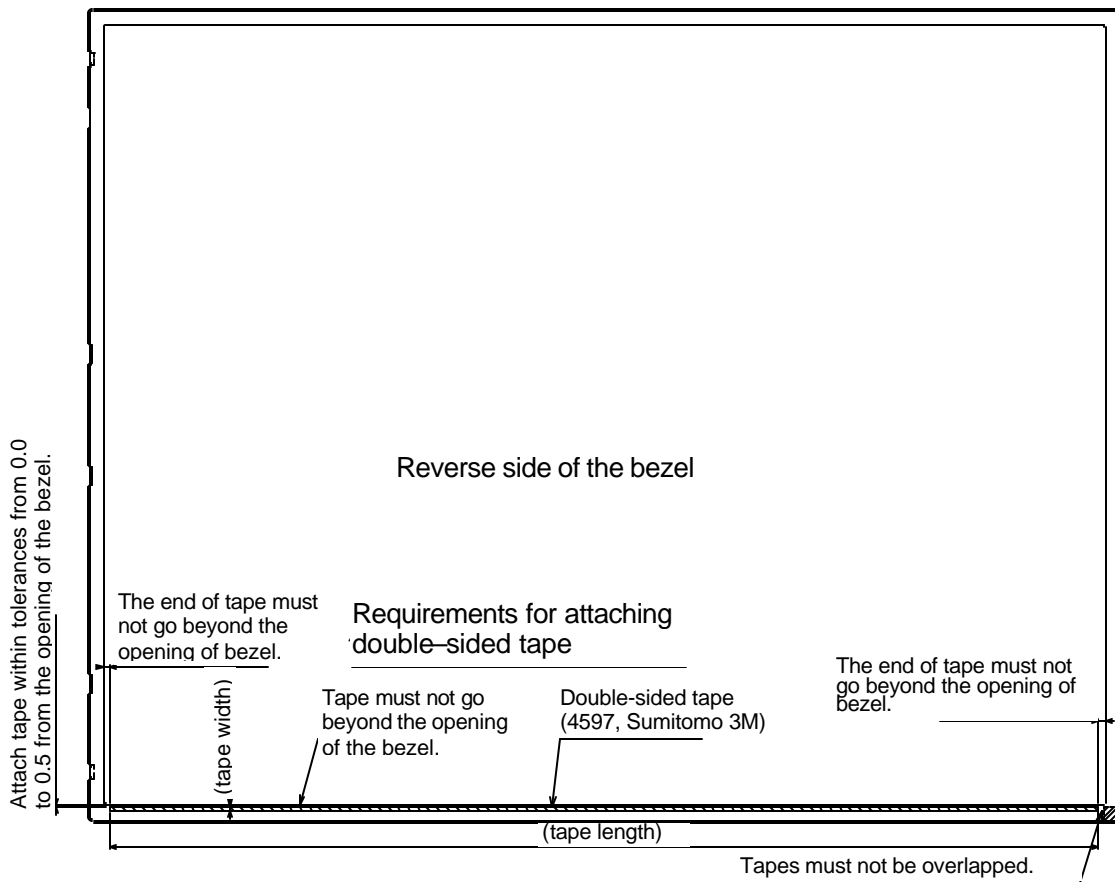 Attach tape within tolerances from 0.0
to 0.5 from the opening of the bezel.
Reverse side of the bezel
The end of tape must
not go beyond the
opening of bezel.
Requirements for attaching
double–sided tape
The end of tape must not
go beyond the opening of
bezel.
(tape width)
Tape must not go
beyond the opening
of the bezel.
Double-sided tape
(4597, Sumitomo 3M)
(tape length)
Tapes must not be overlapped.